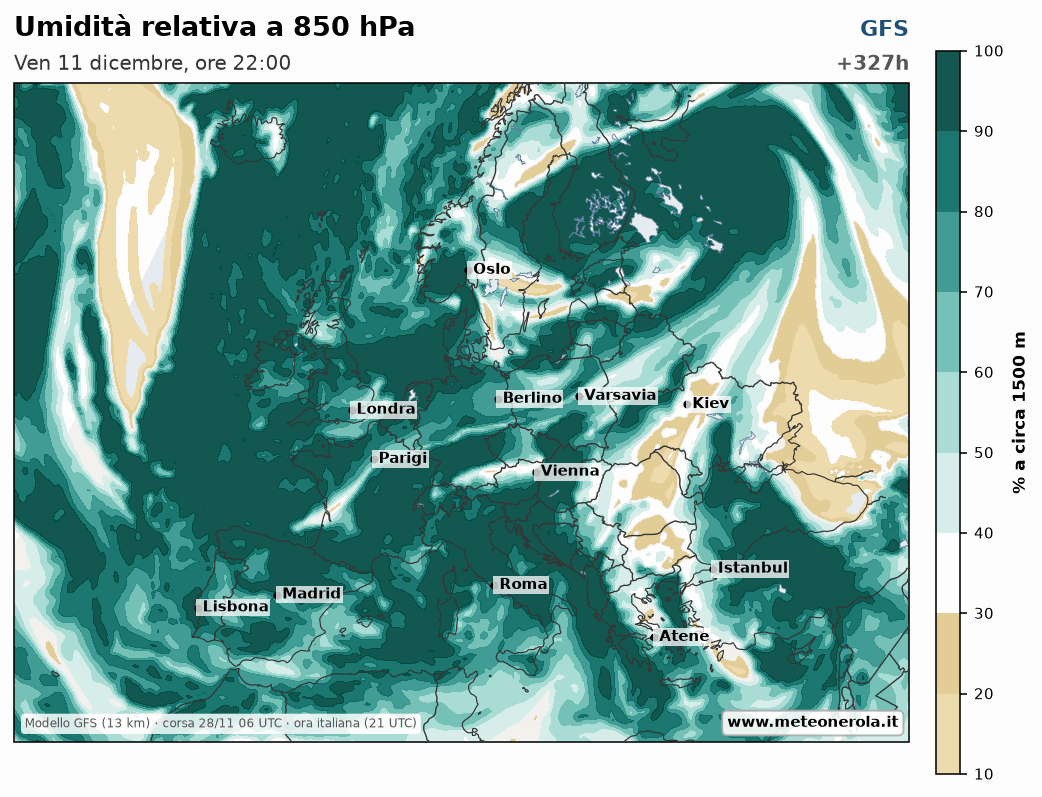 Umidità relativa a 850 hPa
GFS
Ven 11 dicembre, ore 22:00
+327h
100
90
80
70
60
50
40
30
20
10
% a circa 1500 m
Oslo
Londra
Berlino
Varsavia
Kiev
Parigi
Vienna
Istanbul
Roma
Madrid
Lisbona
Atene
Modello GFS (13 km) · corsa 28/11 06 UTC · ora italiana (21 UTC)
www.meteonerola.it